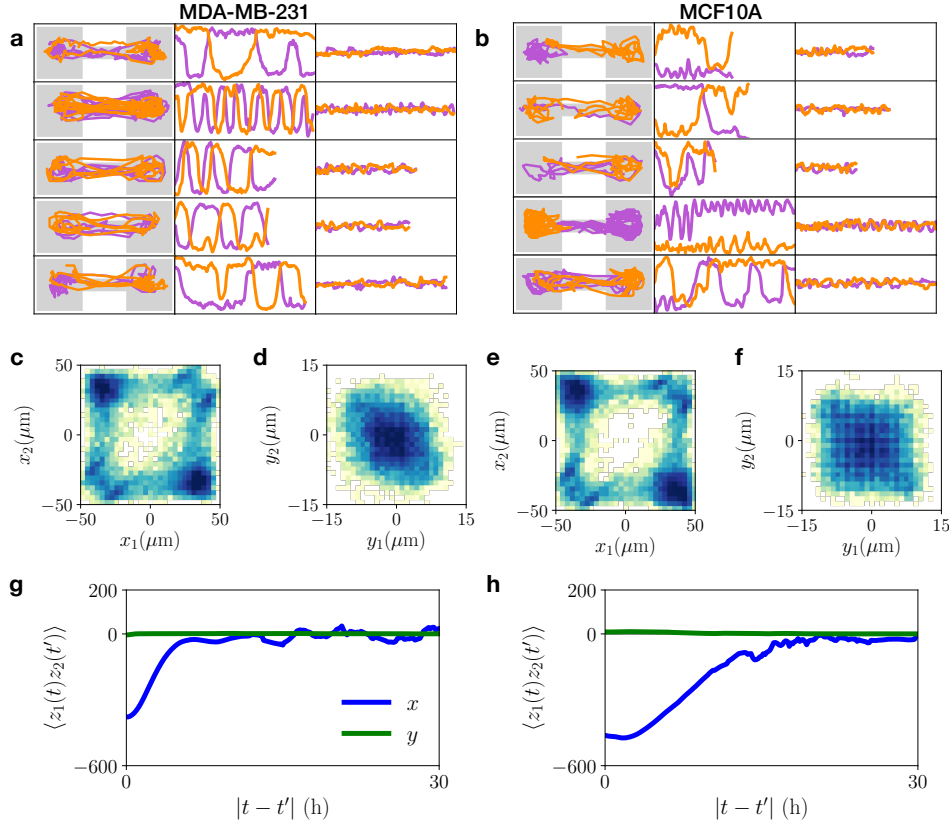 MDA-MB-231
MCF10A
a
b
c
d
e
f
50
0
−50
x₂(μm)
−50 0 50
x₁(μm)
15
0
−15
y₂(μm)
−15 0 15
y₁(μm)
50
0
−50
x₂(μm)
−50 0 50
x₁(μm)
15
0
−15
y₂(μm)
−15 0 15
y₁(μm)
g
200
0
−600
⟨z₁(t)z₂(t′)⟩
x
y
0 30
|t − t′| (h)
h
200
0
−600
⟨z₁(t)z₂(t′)⟩
0 30
|t − t′| (h)